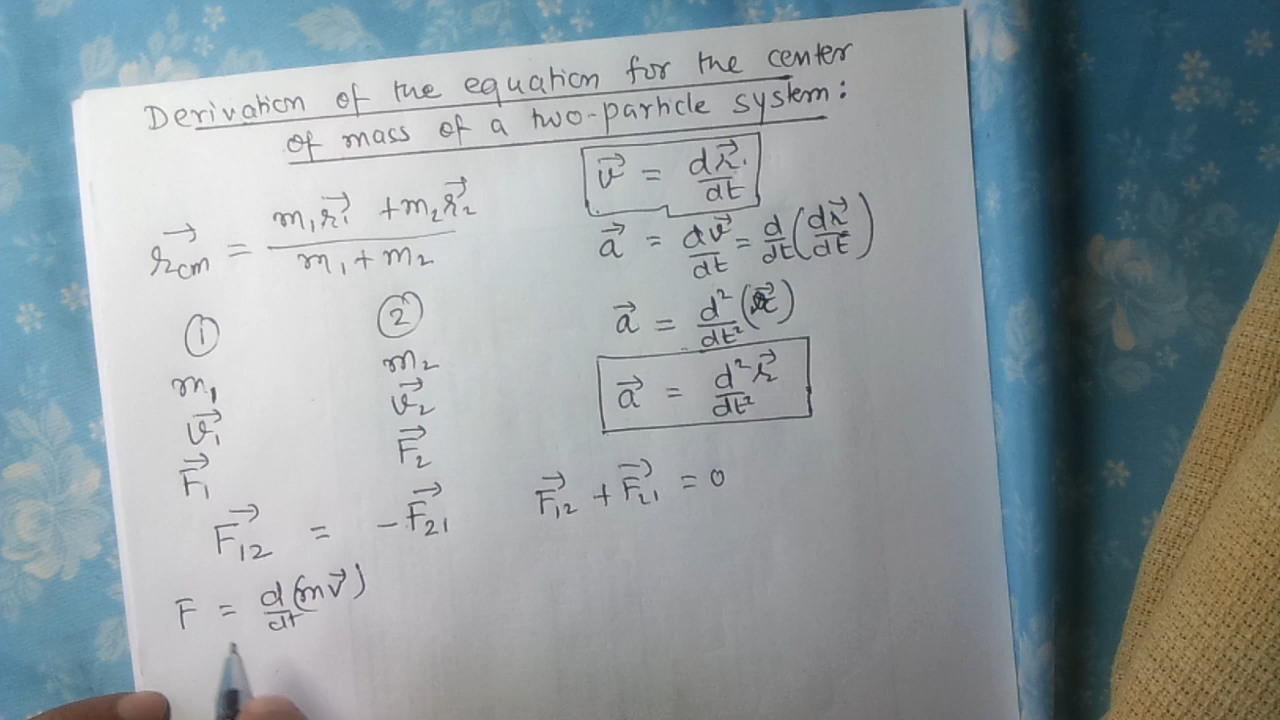 Derivation of the equation for the center
of mass of a two-particle system:
r⃗cm = (m₁r⃗₁ + m₂r⃗₂) / (m₁ + m₂)
① ②
m₁ m₂
v⃗₁ v⃗₂
F⃗₁ F⃗₂
F⃗₁₂ = -F⃗₂₁
F = d/dt (mv⃗)
v⃗ = dr⃗/dt
a⃗ = dv⃗/dt = d/dt (dr⃗/dt)
a⃗ = d²/dt² (r⃗)
a⃗ = d²r⃗/dt²
F⃗₁₂ + F⃗₂₁ = 0